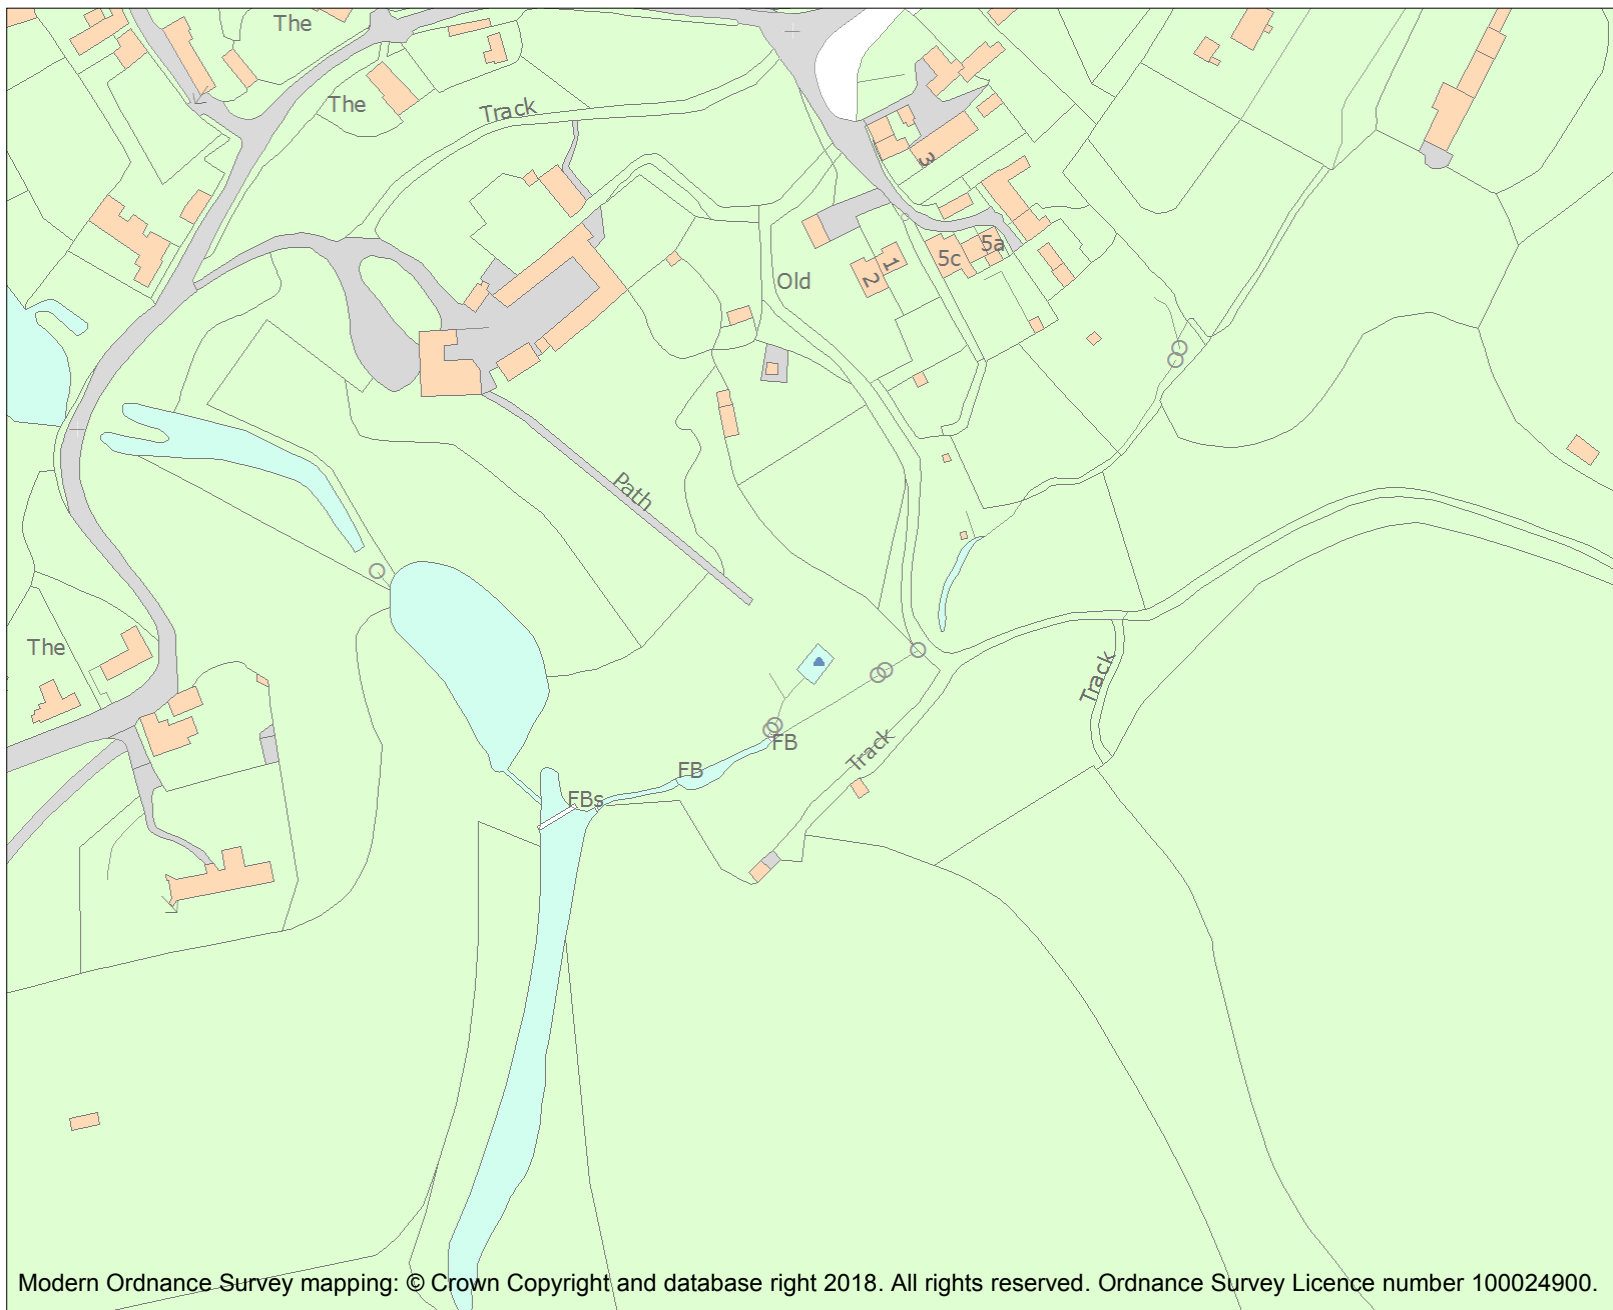 The
The
Track
3
5a
5c
1
2
Old
Path
The
Track
FB
Track
FB
FBs
Modern Ordnance Survey mapping: © Crown Copyright and database right 2018. All rights reserved. Ordnance Survey Licence number 100024900.